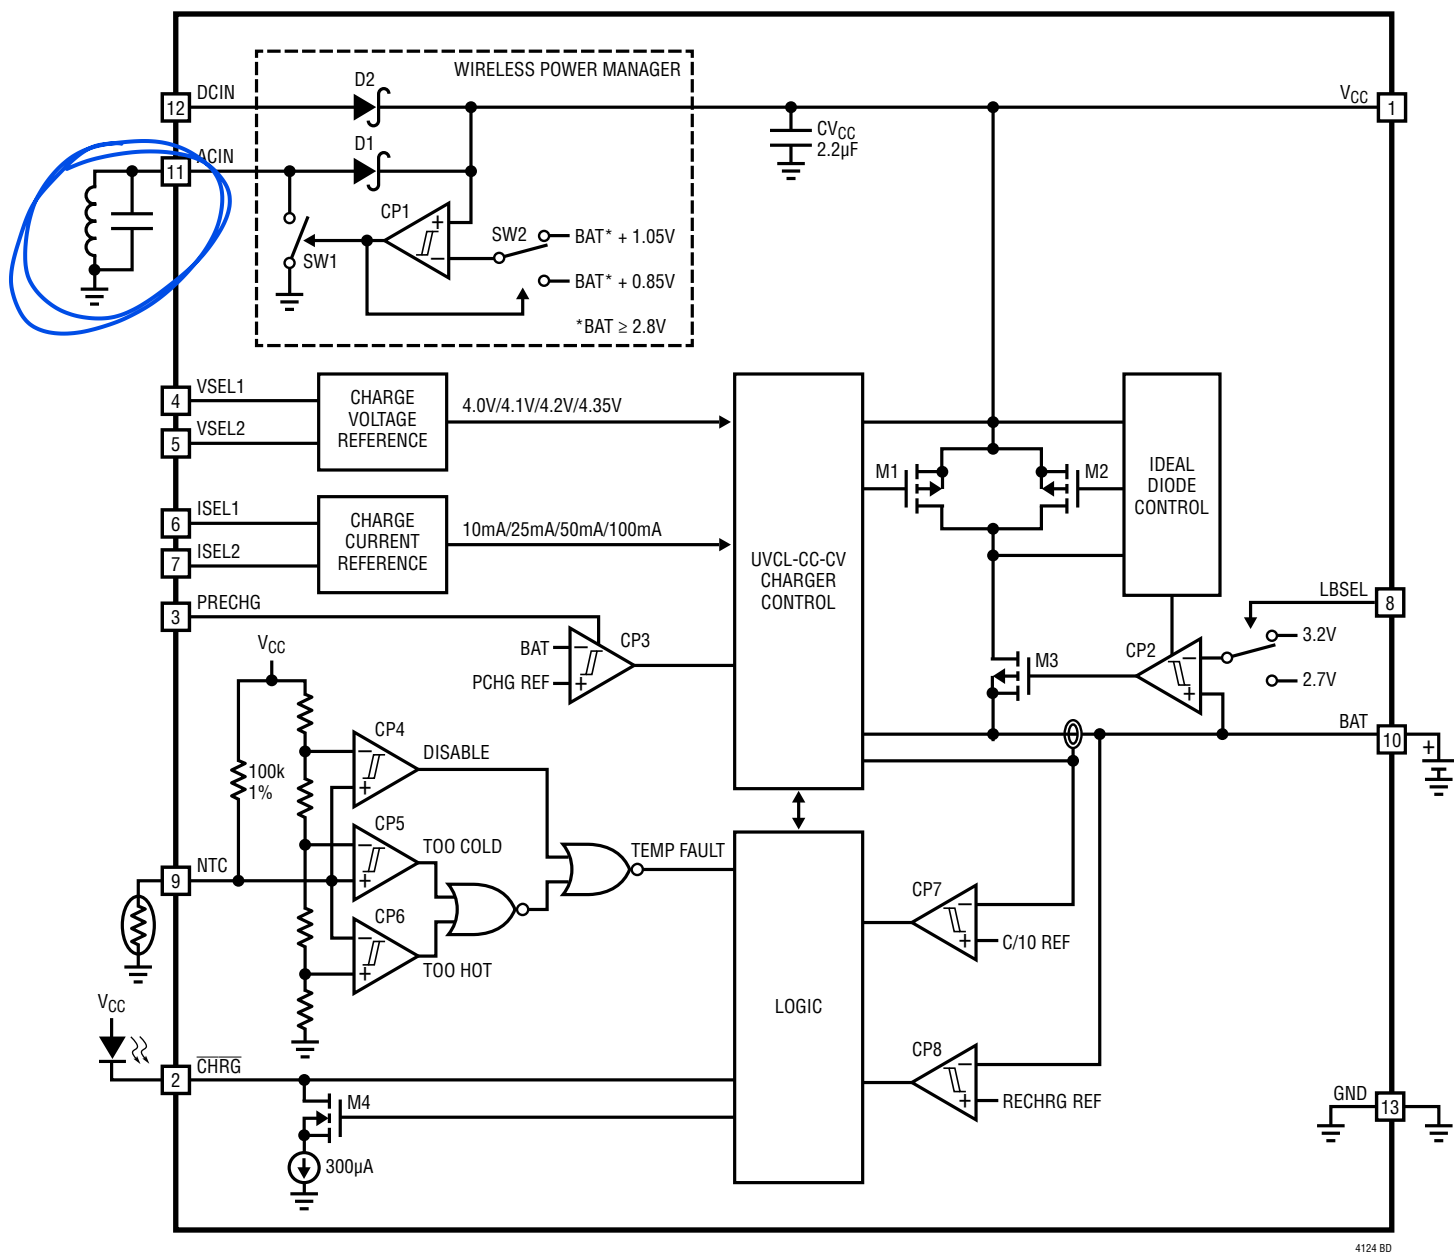 WIRELESS POWER MANAGER
DCIN
12
D2
VCC
1
CVCC
2.2µF
ACIN
11
D1
CP1
+
–
SW2
BAT* + 1.05V
SW1
BAT* + 0.85V
*BAT ≥ 2.8V
VSEL1
4
VSEL2
5
CHARGE
VOLTAGE
REFERENCE
4.0V/4.1V/4.2V/4.35V
ISEL1
6
ISEL2
7
CHARGE
CURRENT
REFERENCE
10mA/25mA/50mA/100mA
UVCL-CC-CV
CHARGER
CONTROL
M1
M2
IDEAL
DIODE
CONTROL
PRECHG
3
BAT
–
PCHG REF
+
CP3
LBSEL
8
3.2V
2.7V
CP2
–
+
M3
BAT
10
+
VCC
100k
1%
CP4
–
+
DISABLE
CP5
–
+
TOO COLD
CP6
–
+
TOO HOT
TEMP FAULT
NTC
9
CP7
–
+
C/10 REF
LOGIC
CP8
–
+
RECHRG REF
VCC
CHRG
2
M4
300µA
GND
13
4124 BD